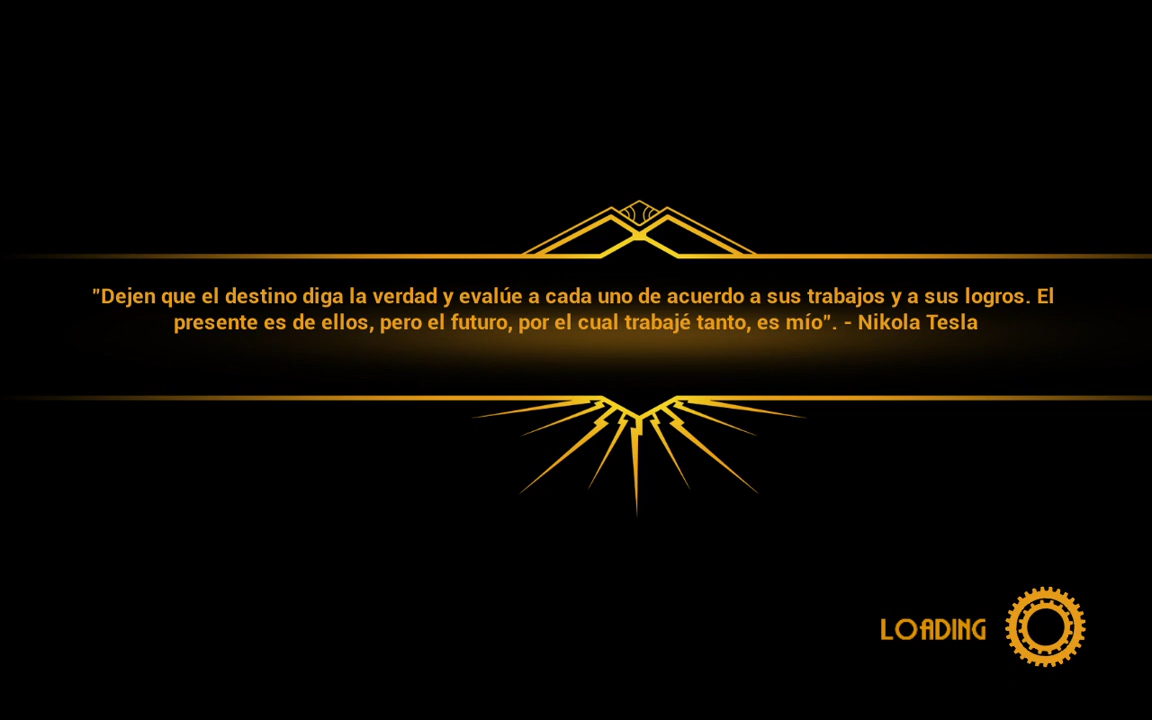 "Dejen que el destino diga la verdad y evalúe a cada uno de acuerdo a sus trabajos y a sus logros. El
presente es de ellos, pero el futuro, por el cual trabajé tanto, es mío". - Nikola Tesla
LOADING